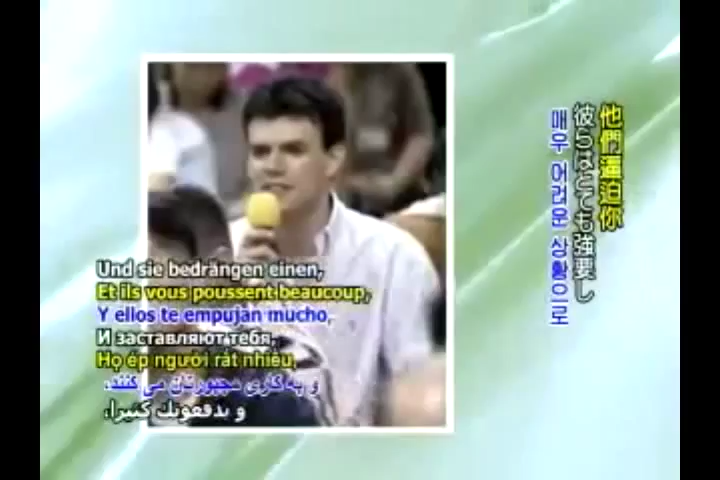 他們逼迫你
彼らはとても強要し
매우 어려운 상황으로
Und sie bedrängen einen,
Et ils vous poussent beaucoup,
Y ellos te empujan mucho,
И заставляют тебя,
Họ ép người rất nhiều,
و به کاری مجبورتان می کنند،
و يدفعونك كثيرا،